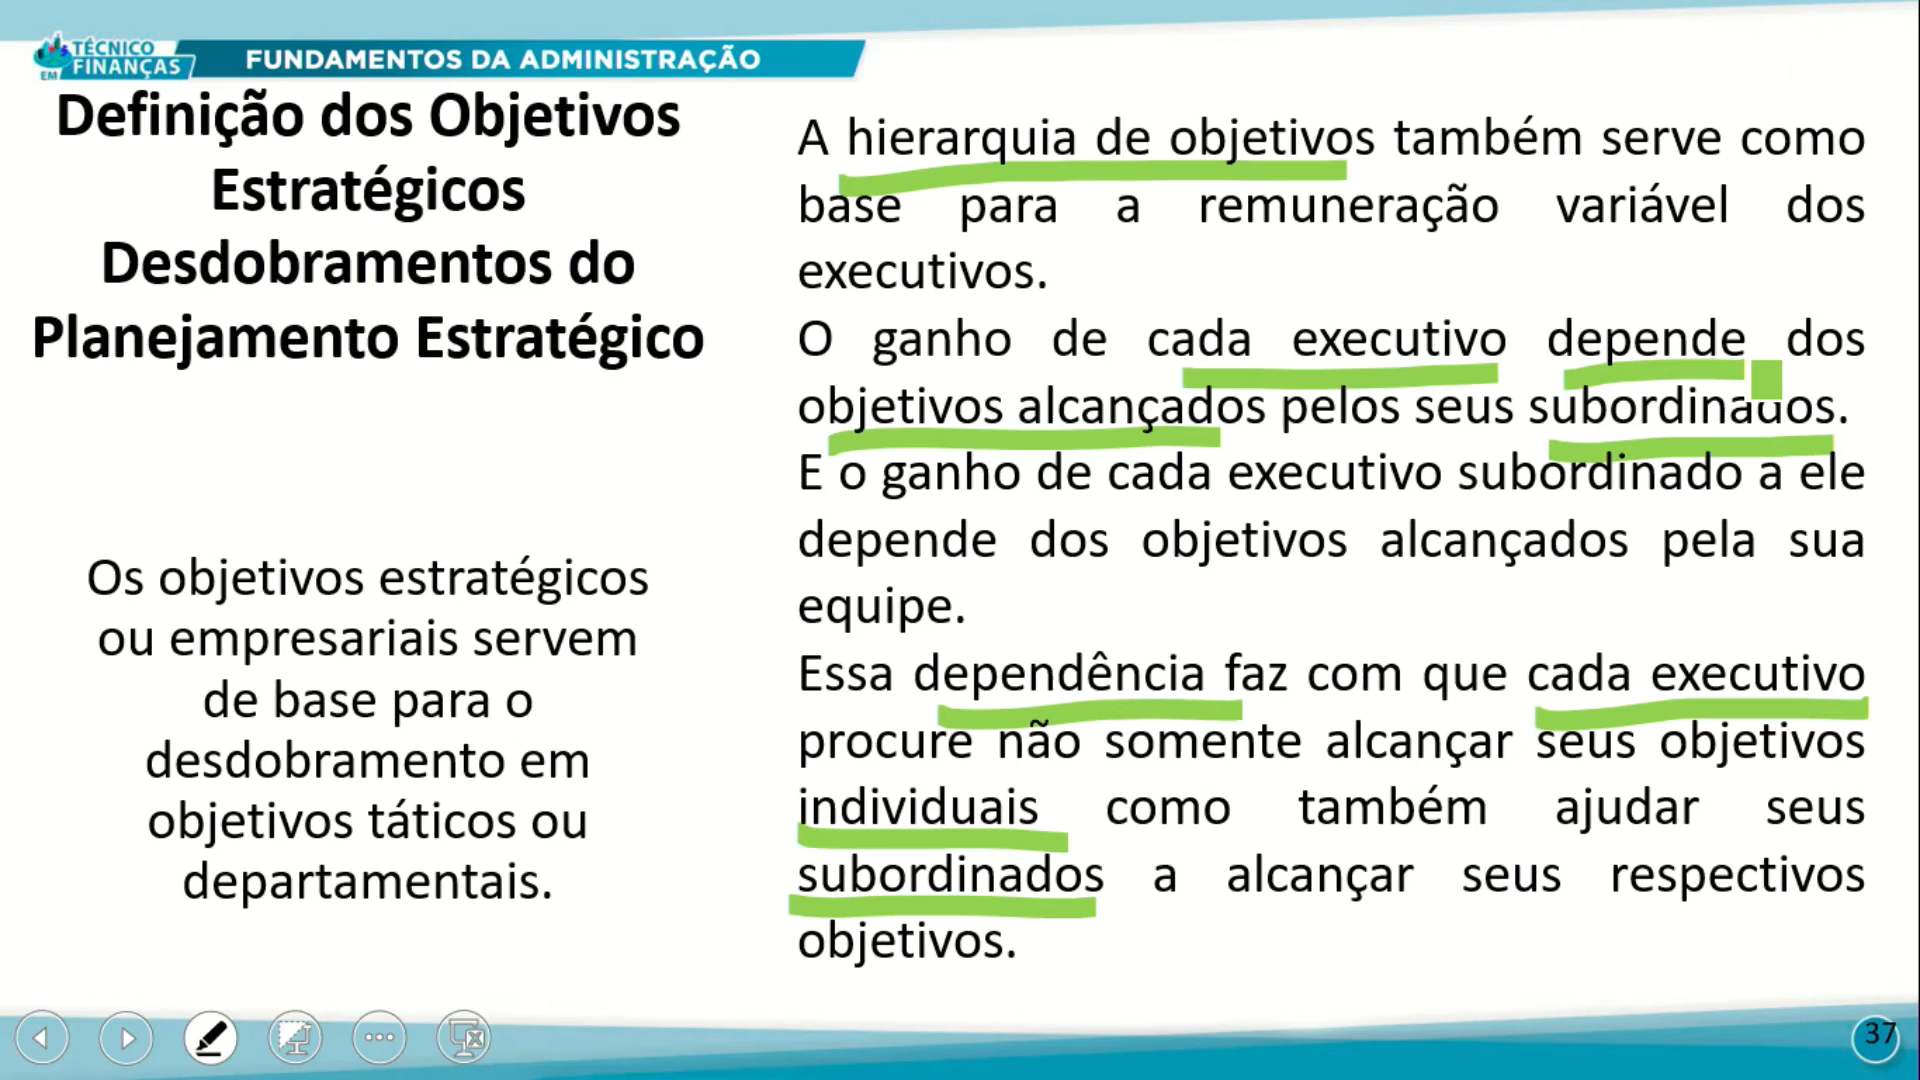 TÉCNICO
EM FINANÇAS
FUNDAMENTOS DA ADMINISTRAÇÃO
Definição dos Objetivos
Estratégicos
Desdobramentos do
Planejamento Estratégico
Os objetivos estratégicos
ou empresariais servem
de base para o
desdobramento em
objetivos táticos ou
departamentais.
A hierarquia de objetivos também serve como
base para a remuneração variável dos
executivos.
O ganho de cada executivo depende dos
objetivos alcançados pelos seus subordinados.
E o ganho de cada executivo subordinado a ele
depende dos objetivos alcançados pela sua
equipe.
Essa dependência faz com que cada executivo
procure não somente alcançar seus objetivos
individuais como também ajudar seus
subordinados a alcançar seus respectivos
objetivos.
37